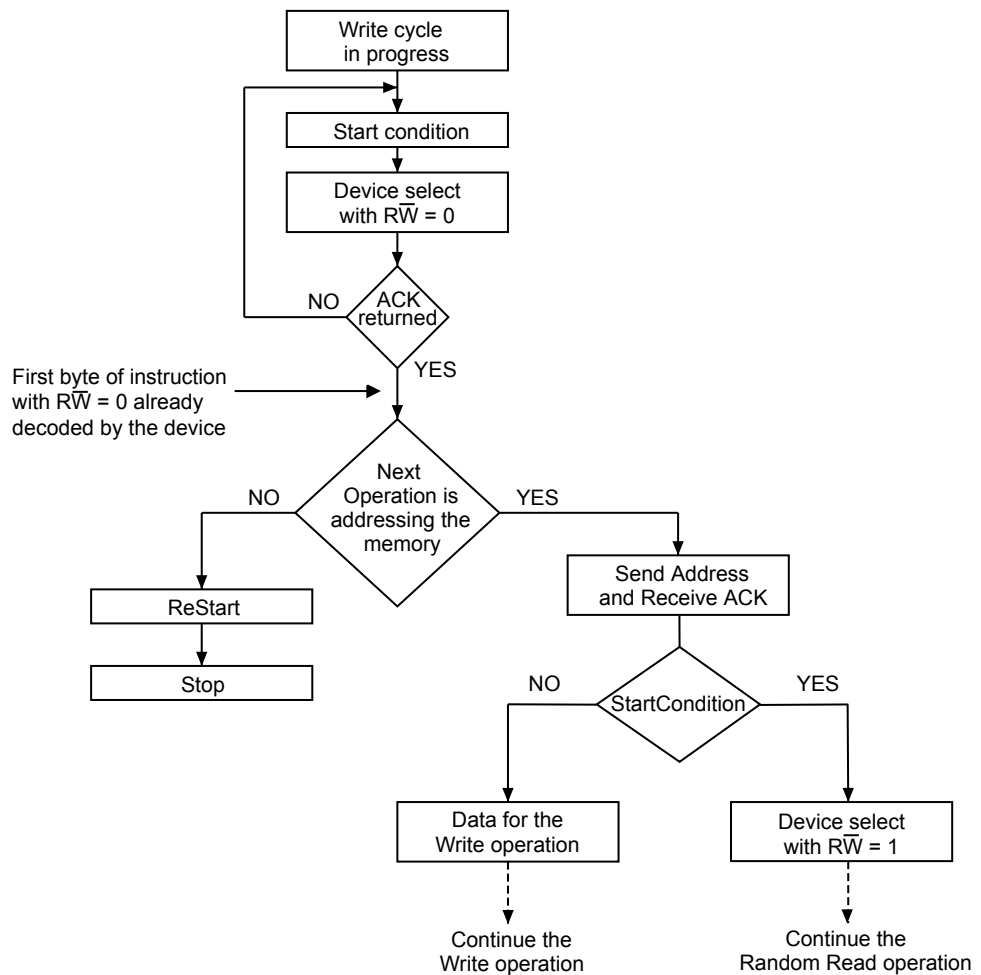 Write cycle
in progress
Start condition
Device select
with RW̅ = 0
NO
ACK
returned
YES
First byte of instruction
with RW̅ = 0 already
decoded by the device
NO
Next
Operation is
addressing the
memory
YES
ReStart
Stop
Send Address
and Receive ACK
NO
StartCondition
YES
Data for the
Write operation
Device select
with RW̅ = 1
Continue the
Write operation
Continue the
Random Read operation